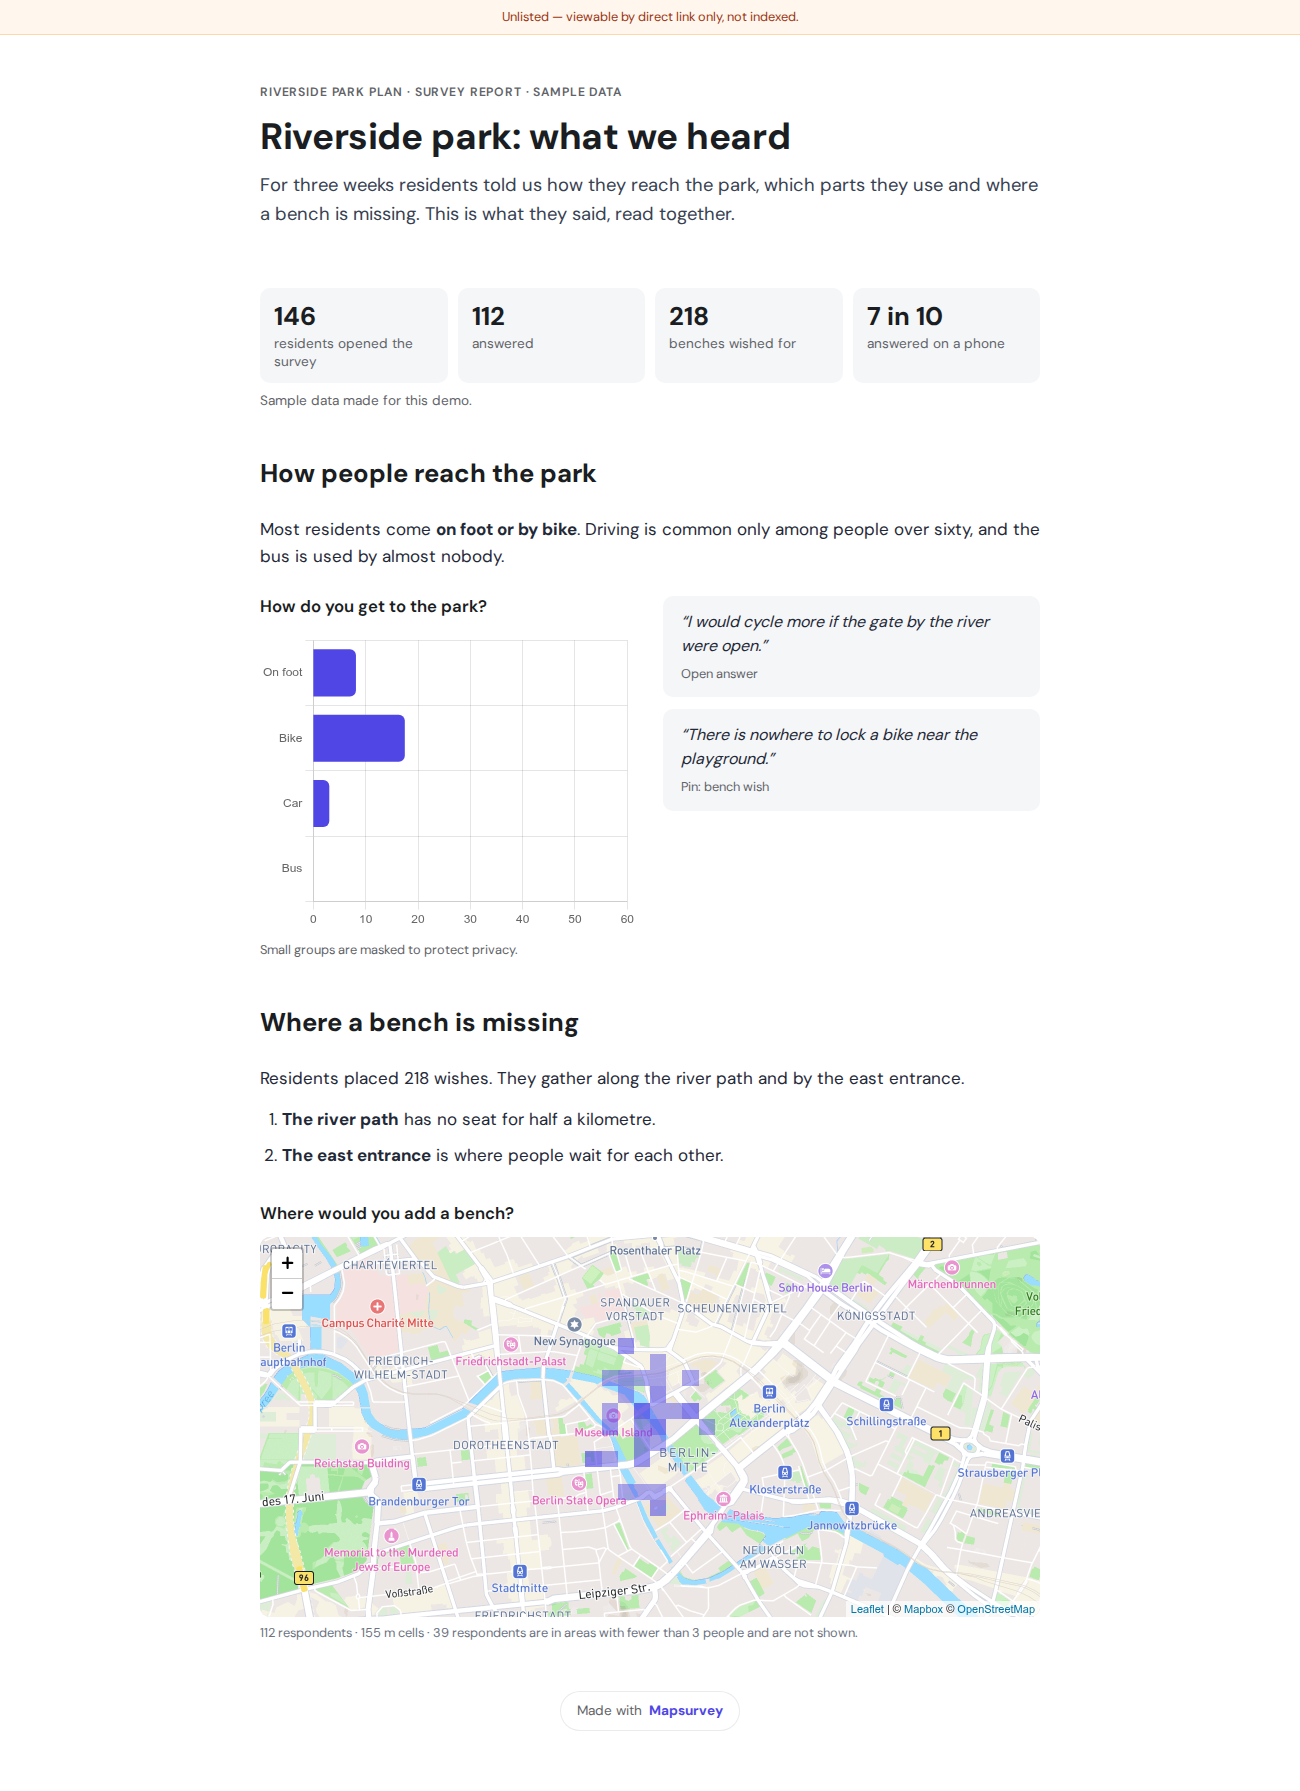 Unlisted — viewable by direct link only, not indexed.
RIVERSIDE PARK PLAN · SURVEY REPORT · SAMPLE DATA
Riverside park: what we heard
For three weeks residents told us how they reach the park, which parts they use and where
a bench is missing. This is what they said, read together.
146
residents opened the
survey
112
answered
218
benches wished for
7 in 10
answered on a phone
Sample data made for this demo.
How people reach the park
Most residents come on foot or by bike. Driving is common only among people over sixty, and the
bus is used by almost nobody.
How do you get to the park?
On foot
Bike
Car
Bus
0 10 20 30 40 50 60
Small groups are masked to protect privacy.
“I would cycle more if the gate by the river
were open.”
Open answer
“There is nowhere to lock a bike near the
playground.”
Pin: bench wish
Where a bench is missing
Residents placed 218 wishes. They gather along the river path and by the east entrance.
1. The river path has no seat for half a kilometre.
2. The east entrance is where people wait for each other.
Where would you add a bench?
+
−
CHARITÉVIERTEL
Rosenthaler Platz
2
Soho House Berlin
Märchenbrunnen
Campus Charité Mitte
SPANDAUER
VORSTADT
SCHEUNENVIERTEL
KÖNIGSSTADT
New Synagogue
Berlin
auptbahnhof
FRIEDRICH-
WILHELM-STADT
Friedrichstadt-Palast
Berlin
Alexanderplatz
Schillingstraße
Museum Island
1
DOROTHEENSTADT
BERLIN-
MITTE
Reichstag Building
Strausberger Pl
Klosterstraße
des 17. Juni
Brandenburger Tor
Berlin State Opera
Ephraim-Palais
Jannowitzbrücke
ANDREASVIE
Memorial to the Murdered
Jews of Europe
NEUKÖLLN
AM WASSER
96
Voßstraße
Stadtmitte
Leipziger Str.
FRIEDRICHSTADT
Leaflet | © Mapbox © OpenStreetMap
112 respondents · 155 m cells · 39 respondents are in areas with fewer than 3 people and are not shown.
Made with Mapsurvey